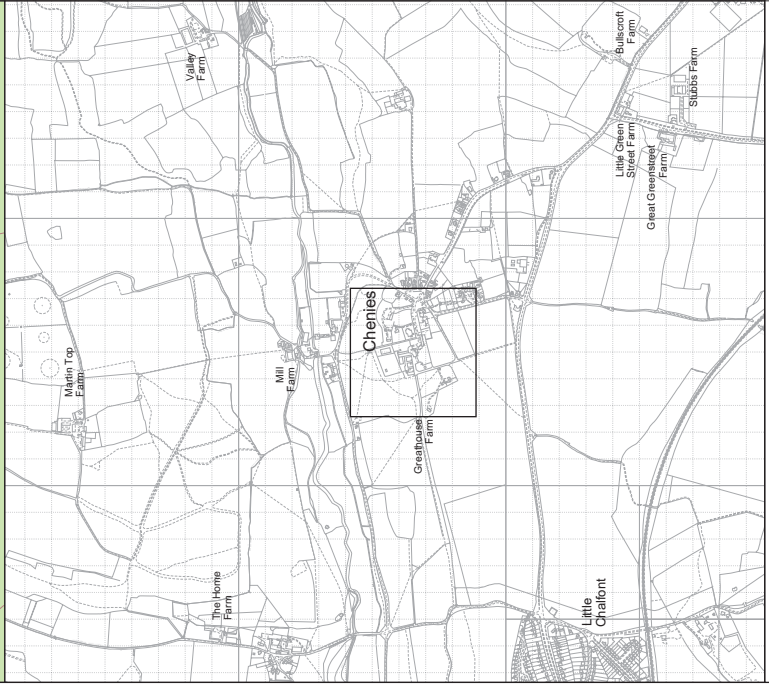 Valley
Farm
Bullscroft
Farm
Stubbs Farm
Little Green
Street Farm
Great Greenstreet
Farm
Chenies
Martin Top
Farm
Mill
Farm
Greathouse
Farm
The Home
Farm
Little
Chalfont